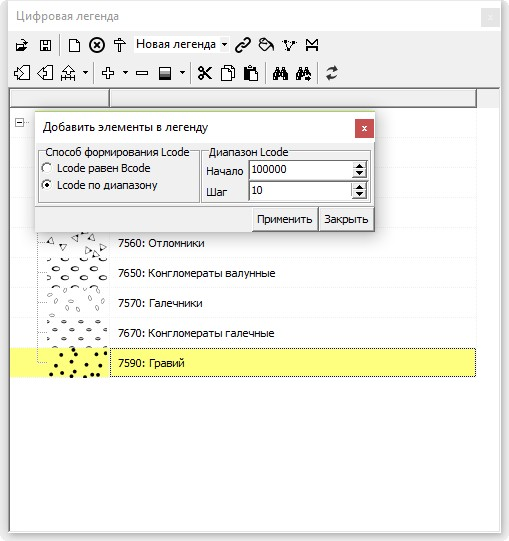 Цифровая легенда
x
Новая легенда
Добавить элементы в легенду
x
Способ формирования Lcode
Lcode равен Bcode
Lcode по диапазону
Диапазон Lcode
Начало 100000
Шаг 10
Применить Закрыть
7560: Отломники
7650: Конгломераты валунные
7570: Галечники
7670: Конгломераты галечные
7590: Гравий